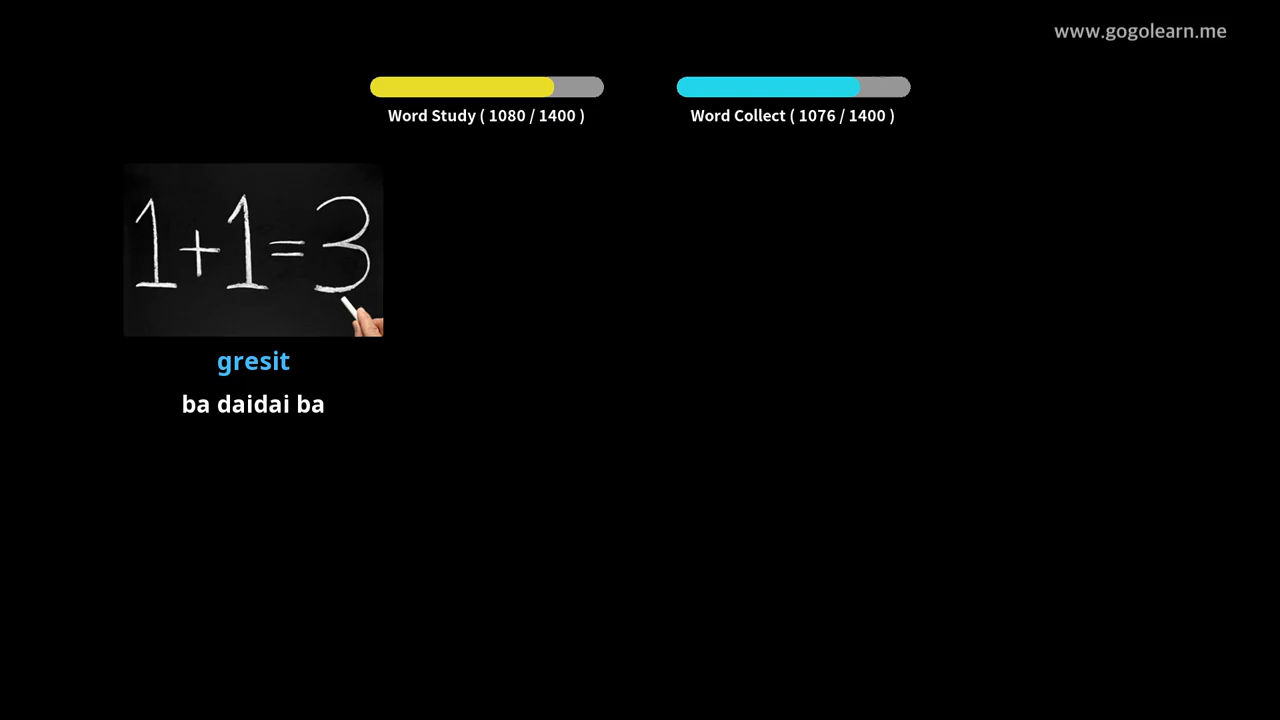 www.gogolearn.me
Word Study ( 1080 / 1400 )
Word Collect ( 1076 / 1400 )
1+1=3
gresit
ba daidai ba